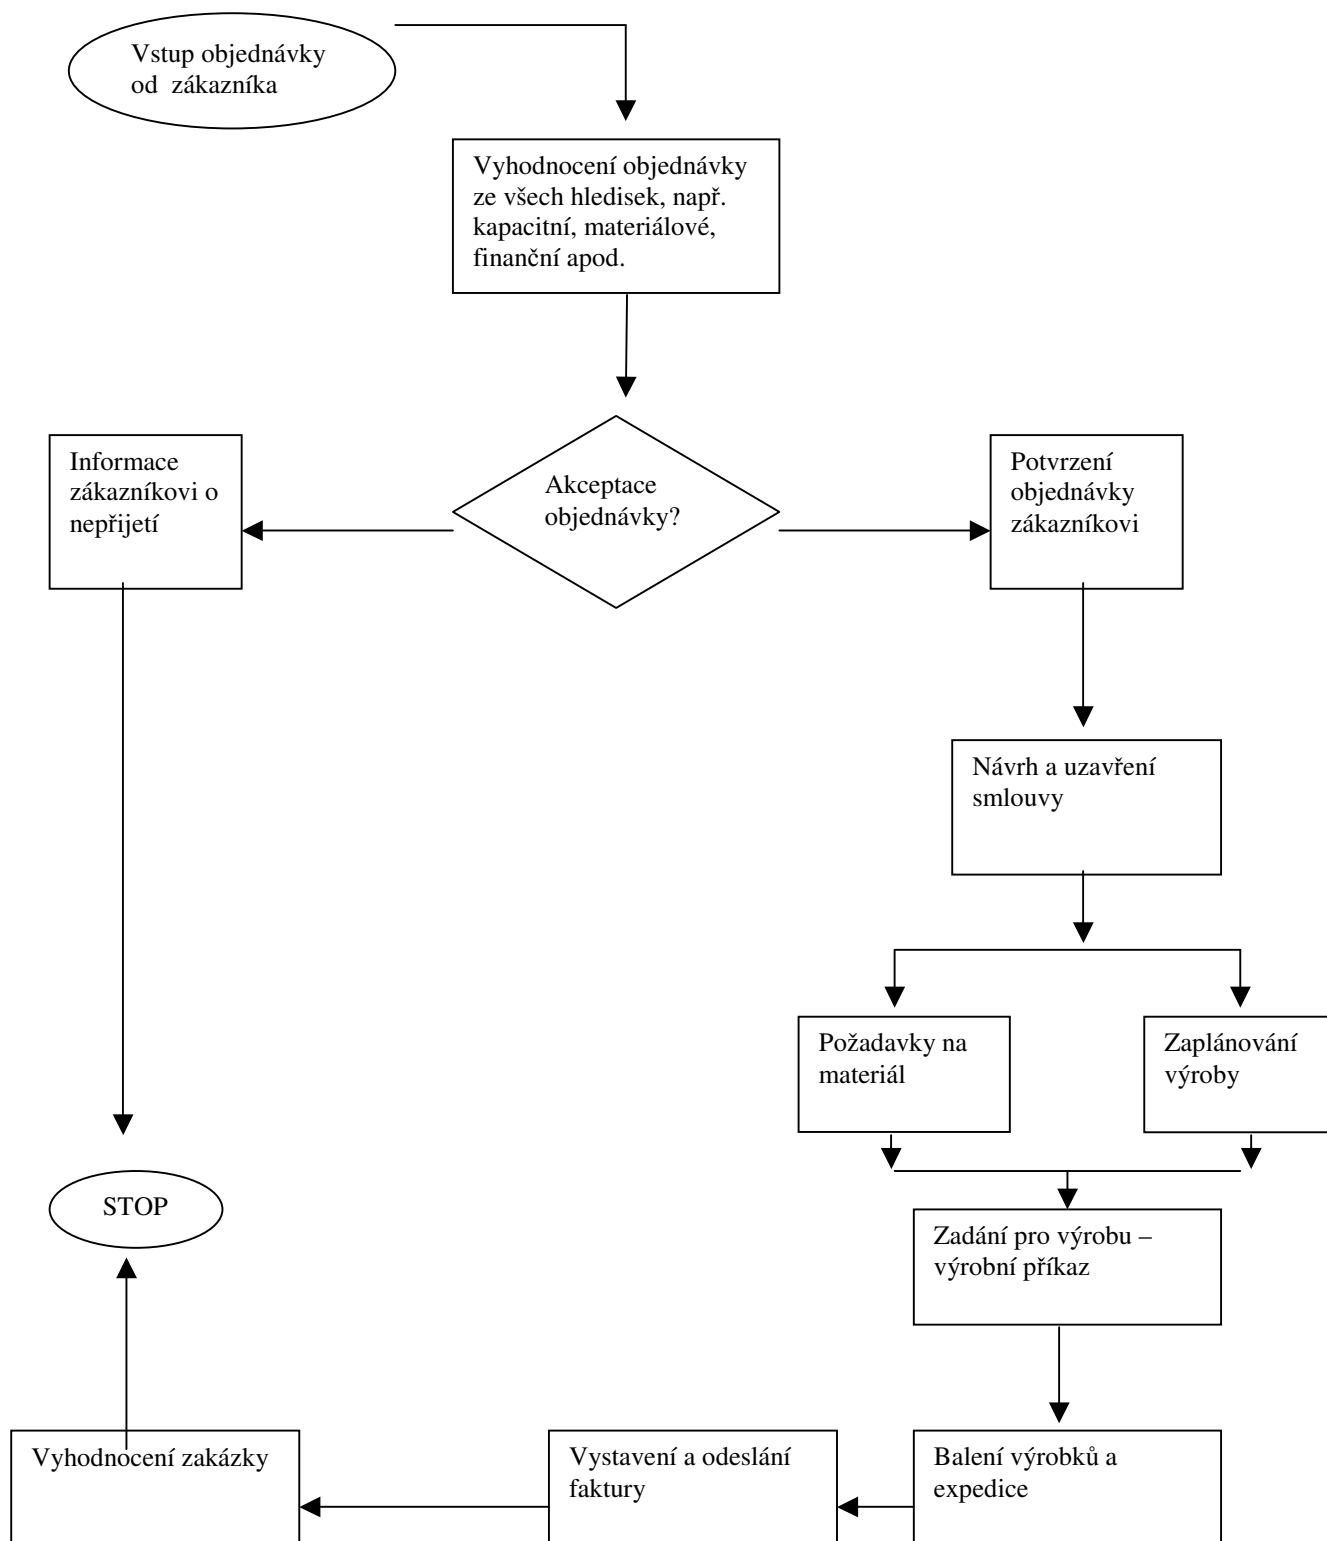 Vstup objednávky
od zákazníka
Vyhodnocení objednávky
ze všech hledisek, např.
kapacitní, materiálové,
finanční apod.
Informace
zákazníkovi o
nepřijetí
Akceptace
objednávky?
Potvrzení
objednávky
zákazníkovi
Návrh a uzavření
smlouvy
Požadavky na
materiál
Zaplánování
výroby
STOP
Zadání pro výrobu –
výrobní příkaz
Vyhodnocení zakázky
Vystavení a odeslání
faktury
Balení výrobků a
expedice